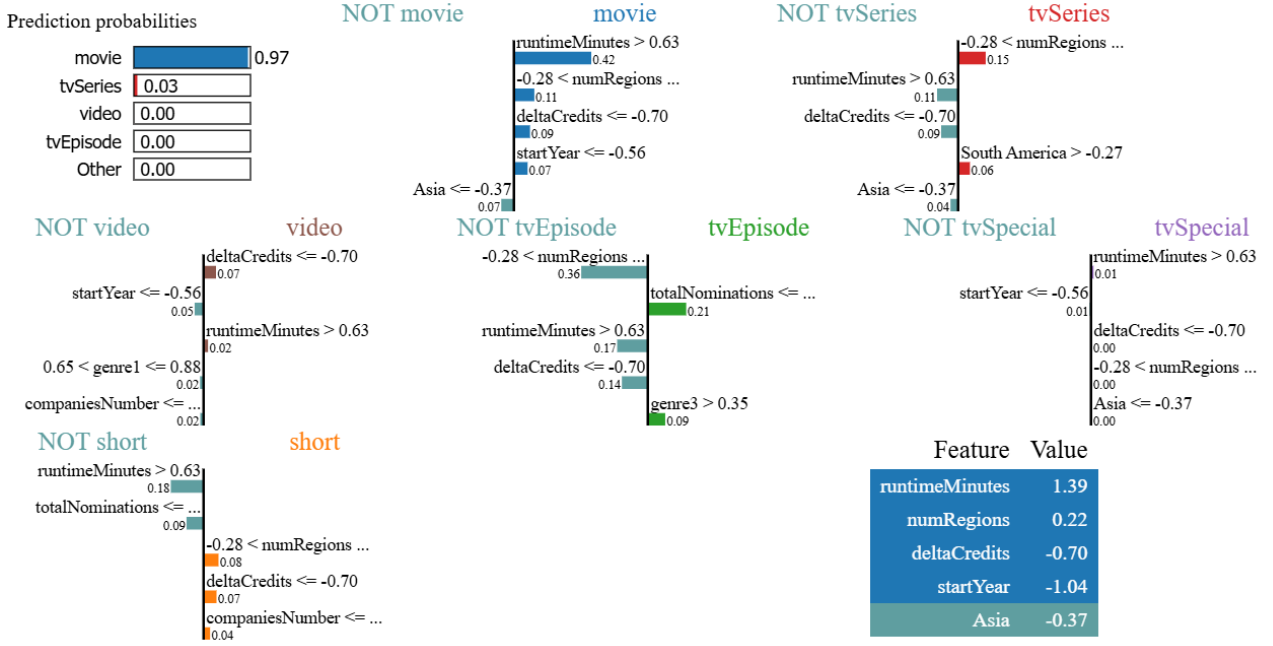 Prediction probabilities
movie 0.97
tvSeries 0.03
video 0.00
tvEpisode 0.00
Other 0.00
NOT movie movie
runtimeMinutes > 0.63
0.42
-0.28 < numRegions ...
0.11
deltaCredits <= -0.70
0.09
startYear <= -0.56
0.07
Asia <= -0.37
0.07
NOT tvSeries tvSeries
-0.28 < numRegions ...
0.15
runtimeMinutes > 0.63
0.11
deltaCredits <= -0.70
0.09
South America > -0.27
0.06
Asia <= -0.37
0.04
NOT video video
deltaCredits <= -0.70
0.07
startYear <= -0.56
0.05
runtimeMinutes > 0.63
0.02
0.65 < genre1 <= 0.88
0.02
companiesNumber <= ...
0.02
NOT tvEpisode tvEpisode
-0.28 < numRegions ...
0.36
totalNominations <= ...
0.21
runtimeMinutes > 0.63
0.17
deltaCredits <= -0.70
0.14
genre3 > 0.35
0.09
NOT tvSpecial tvSpecial
runtimeMinutes > 0.63
0.01
startYear <= -0.56
0.01
deltaCredits <= -0.70
0.00
-0.28 < numRegions ...
0.00
Asia <= -0.37
0.00
NOT short short
runtimeMinutes > 0.63
0.18
totalNominations <= ...
0.09
-0.28 < numRegions ...
0.08
deltaCredits <= -0.70
0.07
companiesNumber <= ...
0.04
Feature Value
runtimeMinutes 1.39
numRegions 0.22
deltaCredits -0.70
startYear -1.04
Asia -0.37